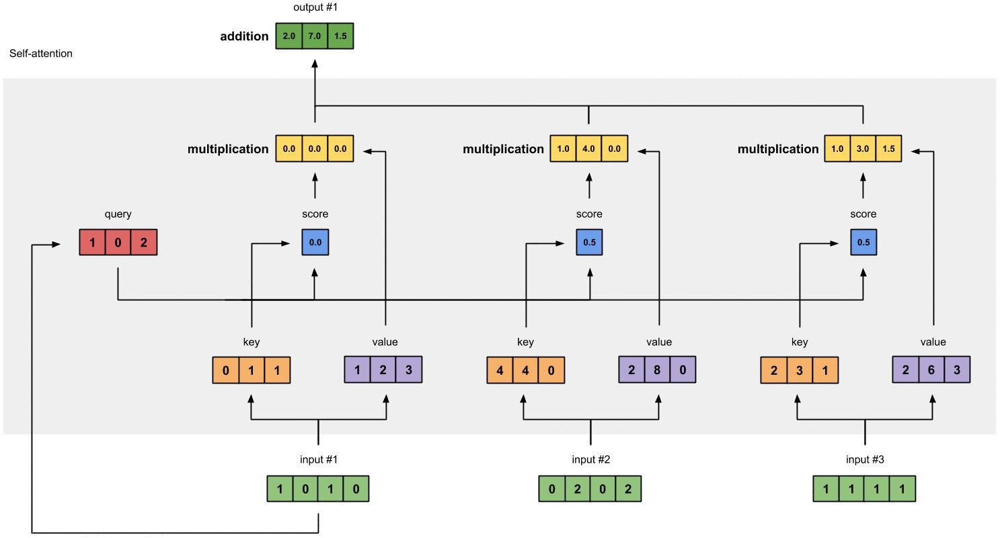 output #1
addition 2.0 7.0 1.5
Self-attention
multiplication 0.0 0.0 0.0 multiplication 1.0 4.0 0.0 multiplication 1.0 3.0 1.5
query score score score
1 0 2 0.0 0.5 0.5
key value key value key value
0 1 1 1 2 3 4 4 0 2 8 0 2 3 1 2 6 3
input #1 input #2 input #3
1 0 1 0 0 2 0 2 1 1 1 1